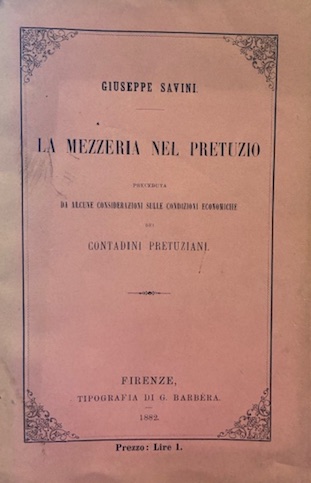 GIUSEPPE SAVINI
LA MEZZERIA NEL PRETUZIO
PRECEDUTA
DA ALCUNE CONSIDERAZIONI SULLE CONDIZIONI ECONOMICHE
DEI
CONTADINI PRETUZIANI.
FIRENZE,
TIPOGRAFIA DI G. BARBÈRA.
1882.
Prezzo: Lire 1.